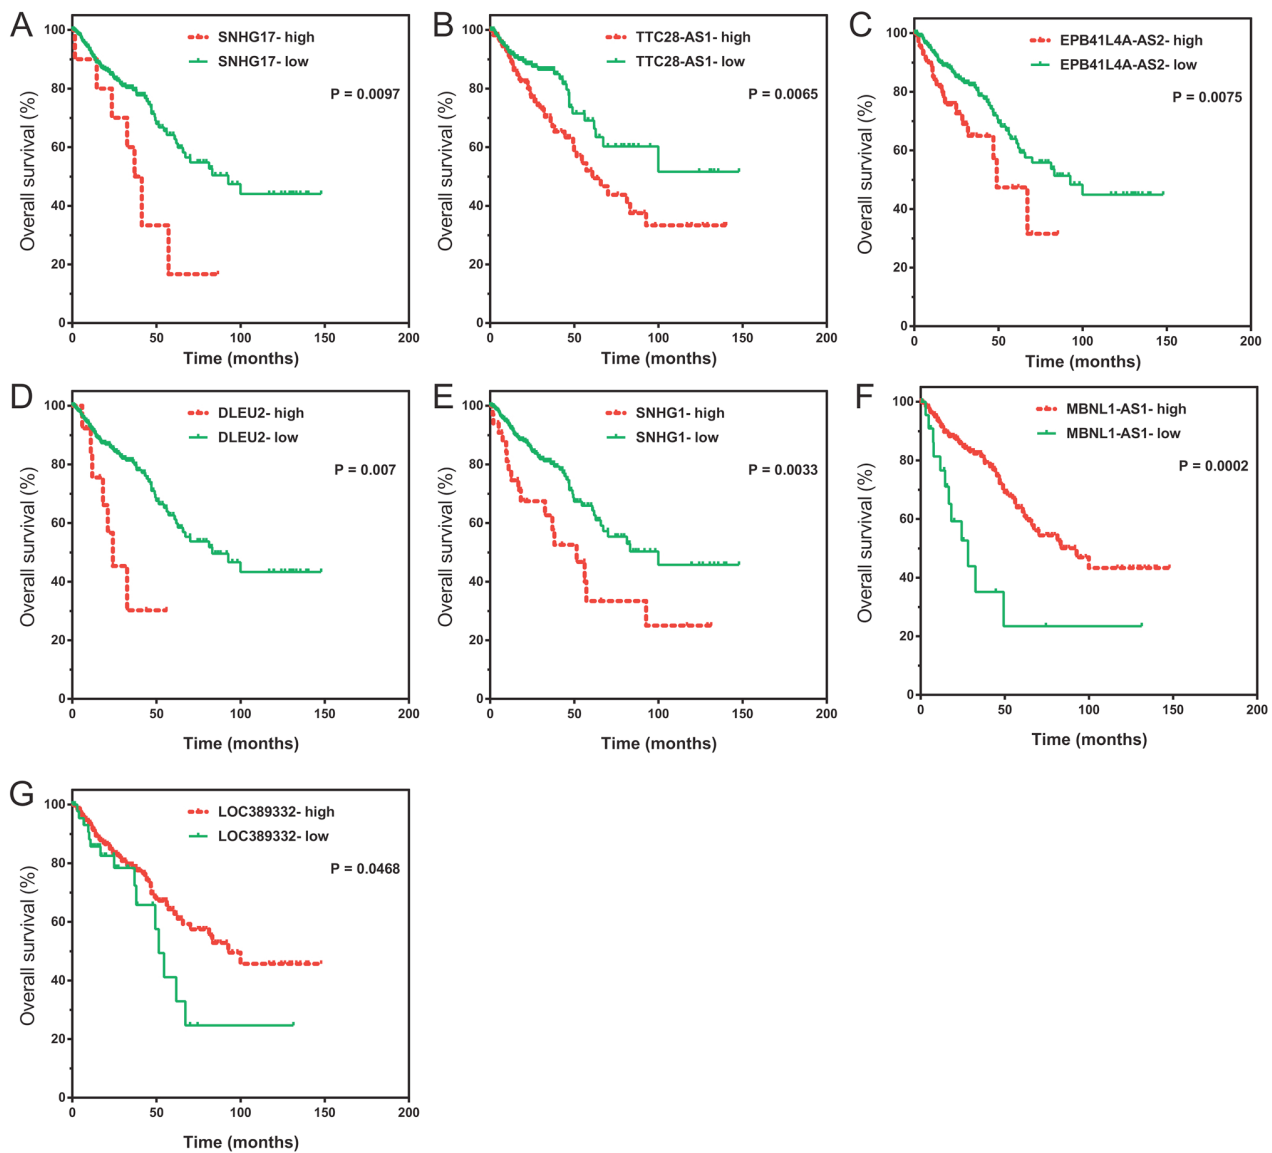 A
SNHG17- high
SNHG17- low
P = 0.0097
Overall survival (%)
100
80
60
40
20
0
0 50 100 150 200
Time (months)
B
TTC28-AS1- high
TTC28-AS1- low
P = 0.0065
Overall survival (%)
100
80
60
40
20
0
0 50 100 150 200
Time (months)
C
EPB41L4A-AS2- high
EPB41L4A-AS2- low
P = 0.0075
Overall survival (%)
100
80
60
40
20
0
0 50 100 150 200
Time (months)
D
DLEU2- high
DLEU2- low
P = 0.007
Overall survival (%)
100
80
60
40
20
0
0 50 100 150 200
Time (months)
E
SNHG1- high
SNHG1- low
P = 0.0033
Overall survival (%)
100
80
60
40
20
0
0 50 100 150 200
Time (months)
F
MBNL1-AS1- high
MBNL1-AS1- low
P = 0.0002
Overall survival (%)
100
80
60
40
20
0
0 50 100 150 200
Time (months)
G
LOC389332- high
LOC389332- low
P = 0.0468
Overall survival (%)
100
80
60
40
20
0
0 50 100 150 200
Time (months)